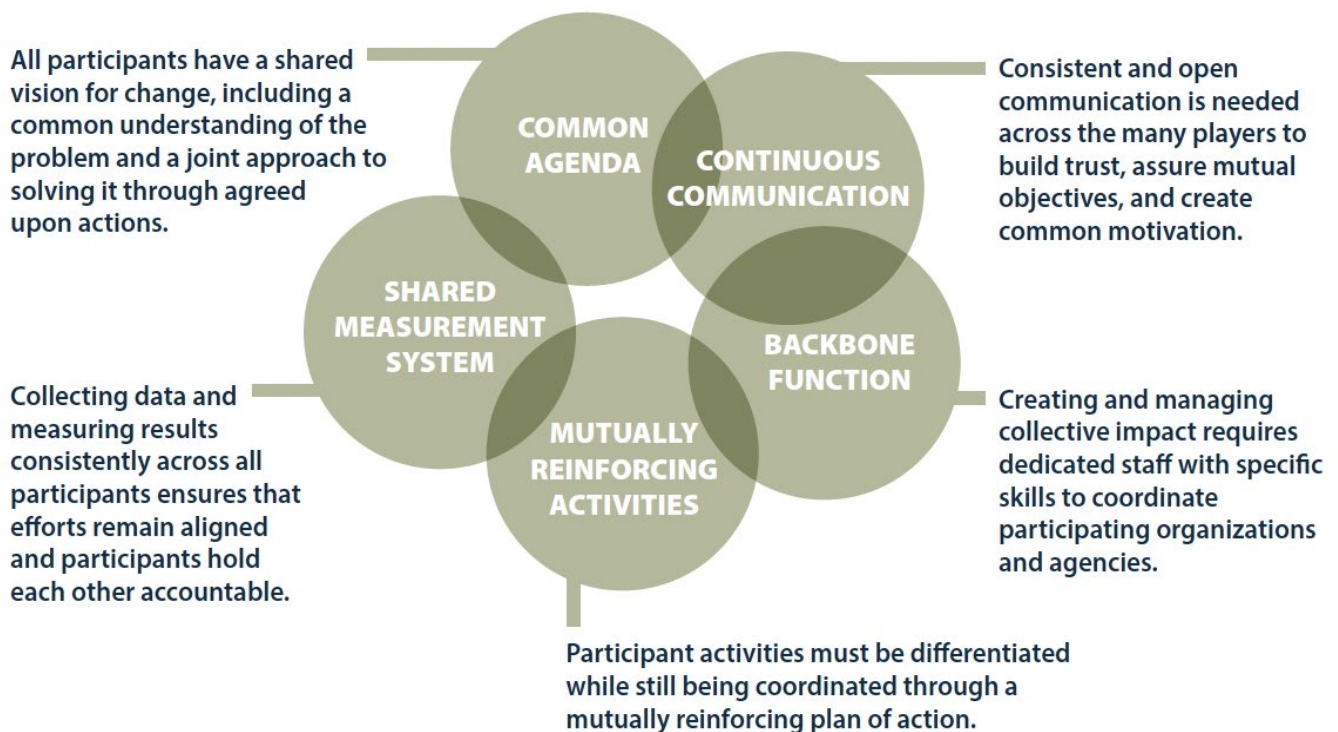 All participants have a shared
vision for change, including a
common understanding of the
problem and a joint approach to
solving it through agreed
upon actions.
COMMON
AGENDA
CONTINUOUS
COMMUNICATION
Consistent and open
communication is needed
across the many players to
build trust, assure mutual
objectives, and create
common motivation.
SHARED
MEASUREMENT
SYSTEM
BACKBONE
FUNCTION
Collecting data and
measuring results
consistently across all
participants ensures that
efforts remain aligned
and participants hold
each other accountable.
MUTUALLY
REINFORCING
ACTIVITIES
Creating and managing
collective impact requires
dedicated staff with specific
skills to coordinate
participating organizations
and agencies.
Participant activities must be differentiated
while still being coordinated through a
mutually reinforcing plan of action.